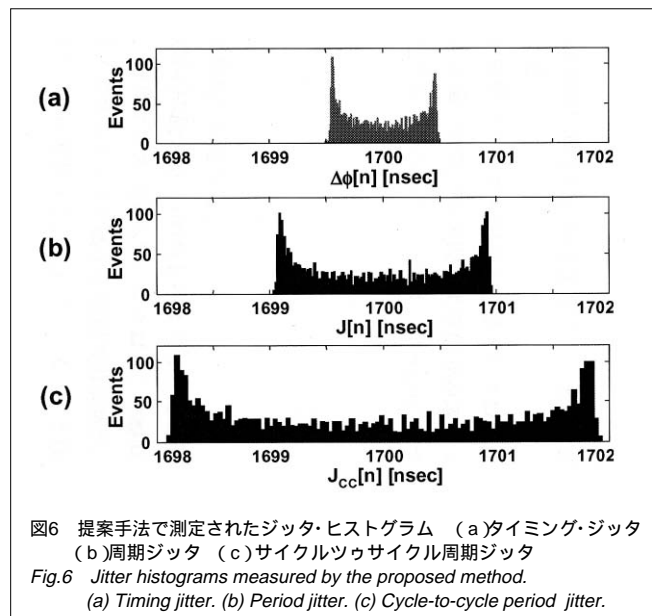 (a)
Events
100
50
0
1698 1699 1700 1701 1702
Δϕ[n] [nsec]
(b)
Events
100
50
0
1698 1699 1700 1701 1702
J[n] [nsec]
(c)
Events
100
50
0
1698 1699 1700 1701 1702
JCC[n] [nsec]
図6 提案手法で測定されたジッタ・ヒストグラム (a)タイミング・ジッタ
(b)周期ジッタ (c)サイクルツゥサイクル周期ジッタ
Fig.6 Jitter histograms measured by the proposed method.
(a) Timing jitter. (b) Period jitter. (c) Cycle-to-cycle period jitter.